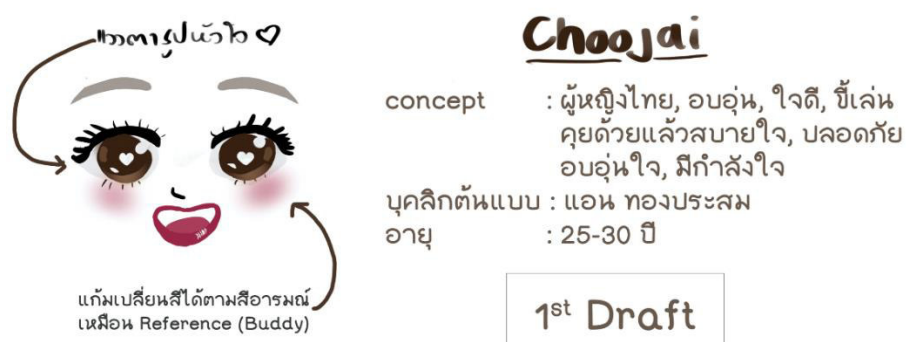 แววตารูปหัวใจ
แก้มเปลี่ยนสีได้ตามสีอารมณ์
เหมือน Reference (Buddy)
Choojai
concept : ผู้หญิงไทย, อบอุ่น, ใจดี, ขี้เล่น
คุยด้วยแล้วสบายใจ, ปลอดภัย
อบอุ่นใจ, มีกำลังใจ
บุคลิกต้นแบบ : แอน ทองประสม
อายุ : 25-30 ปี
1st Draft